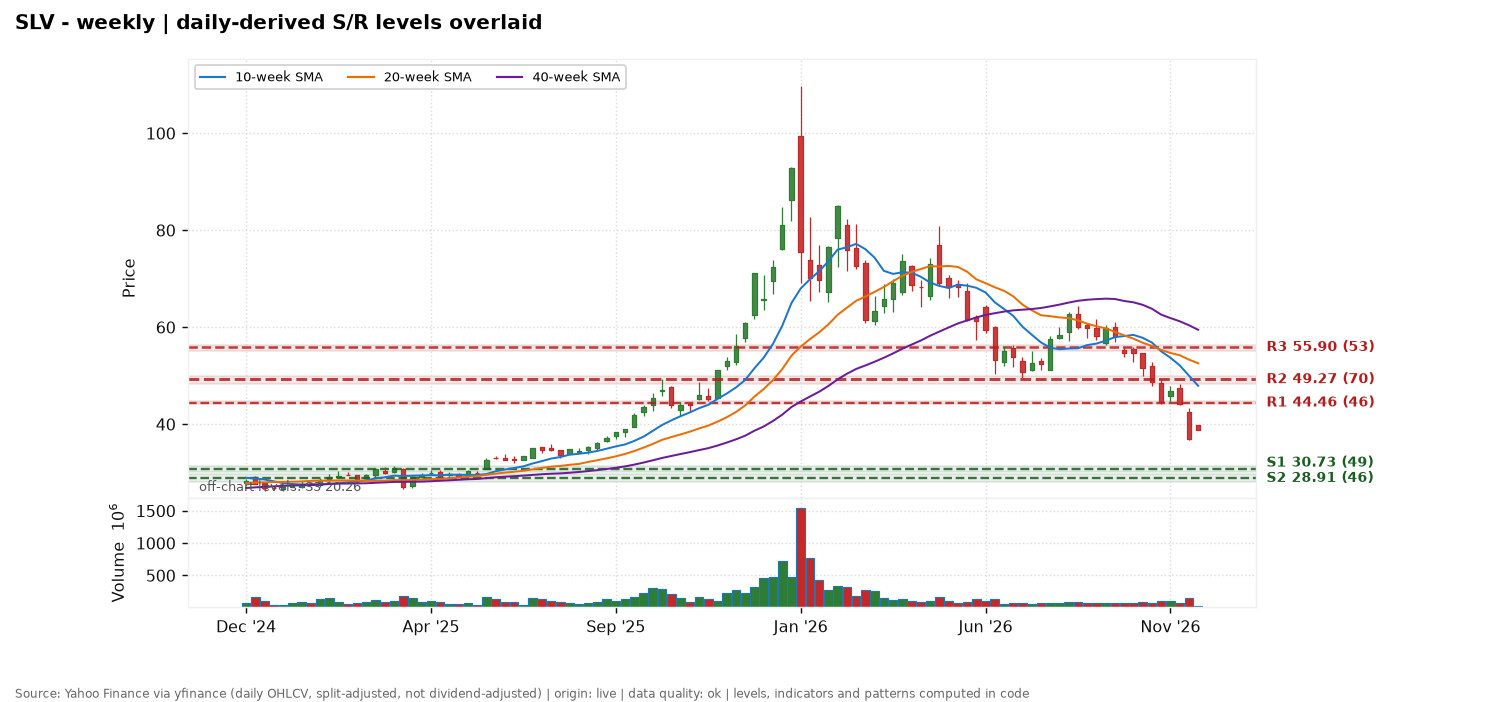 SLV - weekly | daily-derived S/R levels overlaid
10-week SMA
20-week SMA
40-week SMA
Price
100
80
60
40
R3 55.90 (53)
R2 49.27 (70)
R1 44.46 (46)
S1 30.73 (49)
S2 28.91 (46)
off-chart levels: S3 20.26
Volume 10⁶
1500
1000
500
Dec '24
Apr '25
Sep '25
Jan '26
Jun '26
Nov '26
Source: Yahoo Finance via yfinance (daily OHLCV, split-adjusted, not dividend-adjusted) | origin: live | data quality: ok | levels, indicators and patterns computed in code